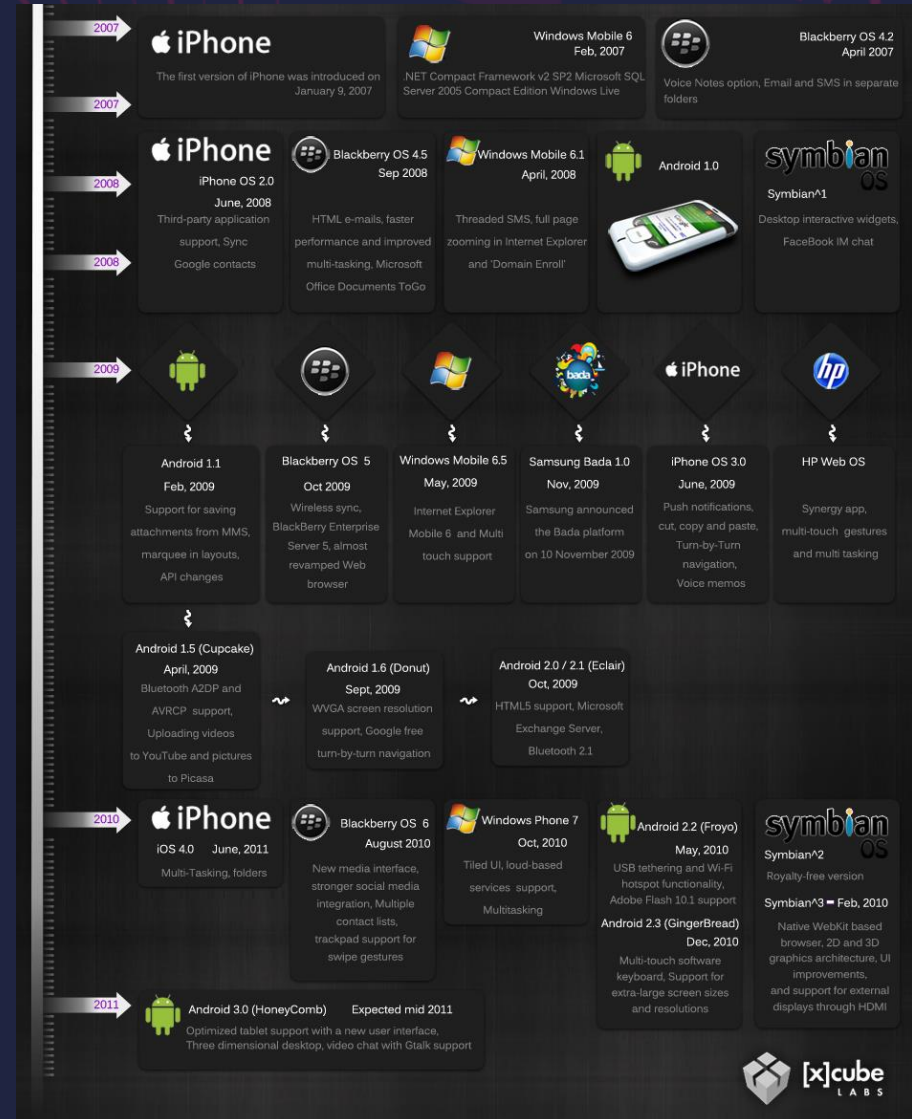 2007
iPhone
The first version of iPhone was introduced on
January 9, 2007
Windows Mobile 6
Feb, 2007
.NET Compact Framework v2 SP2 Microsoft SQL
Server 2005 Compact Edition Windows Live
Blackberry OS 4.2
April 2007
Voice Notes option, Email and SMS in separate
folders
2007
2008
iPhone
iPhone OS 2.0
June, 2008
Third-party application
support, Sync
Google contacts
Blackberry OS 4.5
Sep 2008
HTML e-mails, faster
performance and improved
multi-tasking, Microsoft
Office Documents ToGo
Windows Mobile 6.1
April, 2008
Threaded SMS, full page
zooming in Internet Explorer
and 'Domain Enroll'
Android 1.0
symbian
OS
Symbian^1
Desktop interactive widgets,
FaceBook IM chat
2008
2009
bada
iPhone
hp
Android 1.1
Feb, 2009
Support for saving
attachments from MMS,
marquee in layouts,
API changes
Blackberry OS 5
Oct 2009
Wireless sync,
BlackBerry Enterprise
Server 5, almost
revamped Web
browser
Windows Mobile 6.5
May, 2009
Internet Explorer
Mobile 6 and Multi
touch support
Samsung Bada 1.0
Nov, 2009
Samsung announced
the Bada platform
on 10 November 2009
iPhone OS 3.0
June, 2009
Push notifications,
cut, copy and paste,
Turn-by-Turn
navigation,
Voice memos
HP Web OS
Synergy app,
multi-touch gestures
and multi tasking
Android 1.5 (Cupcake)
April, 2009
Bluetooth A2DP and
AVRCP support,
Uploading videos
to YouTube and pictures
to Picasa
Android 1.6 (Donut)
Sept, 2009
WVGA screen resolution
support, Google free
turn-by-turn navigation
Android 2.0 / 2.1 (Eclair)
Oct, 2009
HTML5 support, Microsoft
Exchange Server,
Bluetooth 2.1
2010
iPhone
iOS 4.0 June, 2011
Multi-Tasking, folders
Blackberry OS 6
August 2010
New media interface,
stronger social media
integration, Multiple
contact lists,
trackpad support for
swipe gestures
Windows Phone 7
Oct, 2010
Tiled UI, loud-based
services support,
Multitasking
Android 2.2 (Froyo)
May, 2010
USB tethering and Wi-Fi
hotspot functionality,
Adobe Flash 10.1 support
Android 2.3 (GingerBread)
Dec, 2010
Multi-touch software
keyboard, Support for
extra-large screen sizes
and resolutions
symbian
OS
Symbian^2
Royalty-free version
Symbian^3 - Feb, 2010
Native WebKit based
browser, 2D and 3D
graphics architecture, UI
improvements,
and support for external
displays through HDMI
2011
Android 3.0 (HoneyComb) Expected mid 2011
Optimized tablet support with a new user interface,
Three dimensional desktop, video chat with Gtalk support
[x]cube
LABS